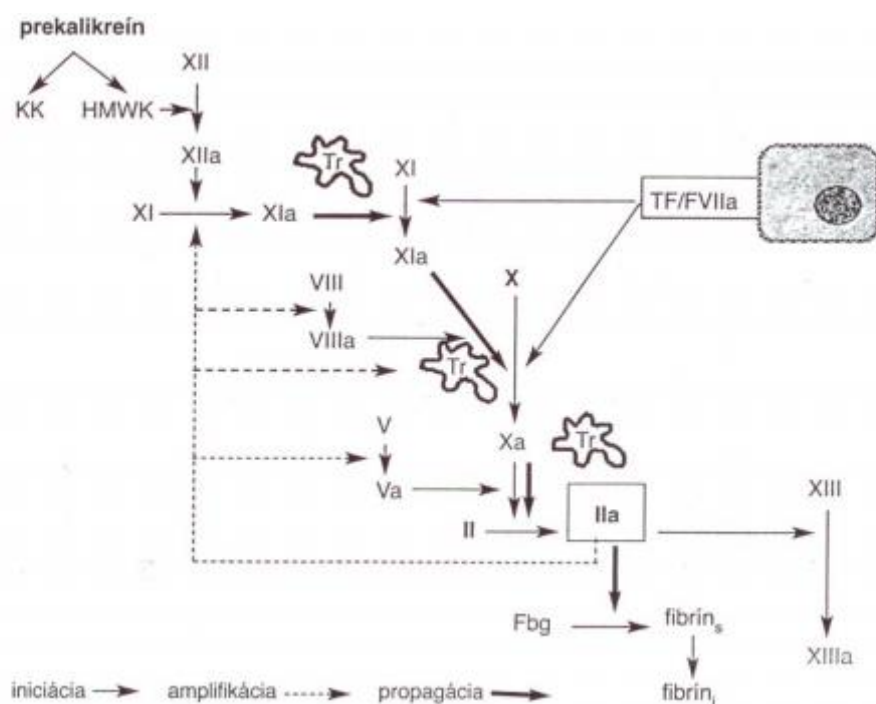 prekalikreín
XII
KK HMWK
XIIa
Tr
XI
TF/FVIIa
XI XIa
XIa
VIII
X
VIIIa
Tr
V
Xa
Tr
Va
XIII
II
IIa
Fbg
fibrín s
XIIIa
iniciácia amplifikácia propagácia
fibrín i